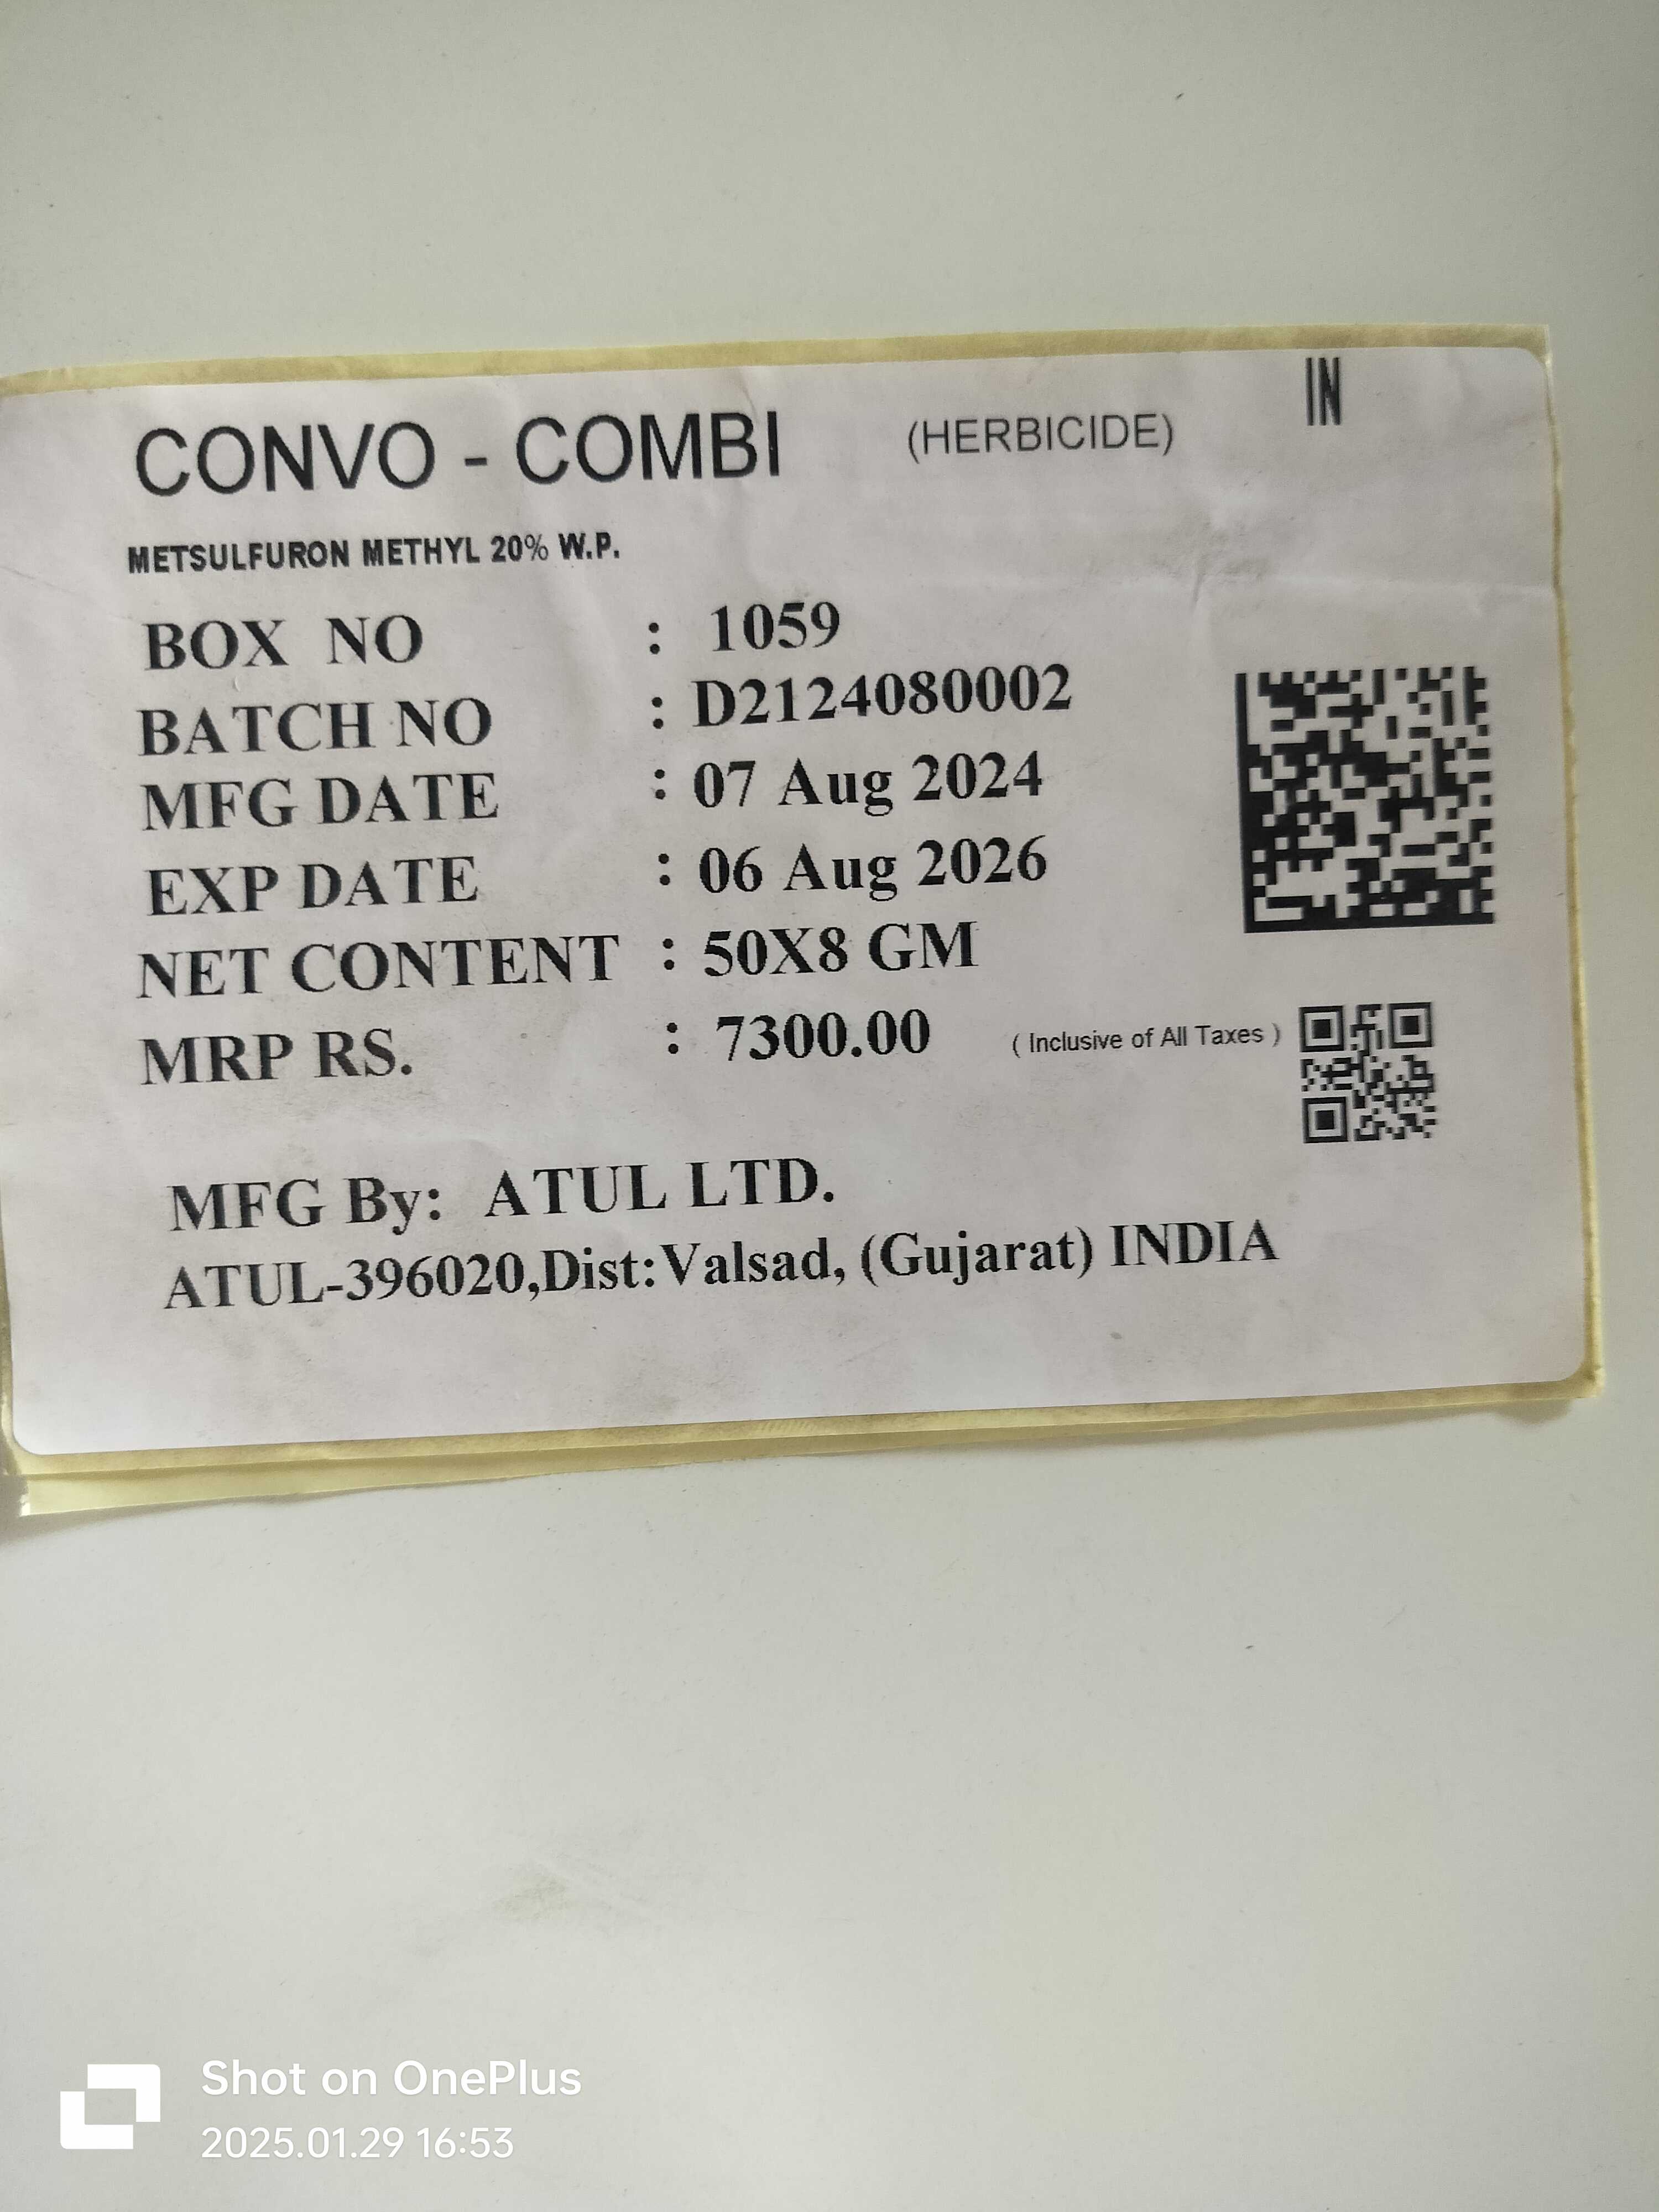 IN
CONVO - COMBI (HERBICIDE)
METSULFURON METHYL 20% W.P.
BOX NO : 1059
BATCH NO : D2124080002
MFG DATE : 07 Aug 2024
EXP DATE : 06 Aug 2026
NET CONTENT : 50X8 GM
MRP RS. : 7300.00 ( Inclusive of All Taxes )
MFG By: ATUL LTD.
ATUL-396020,Dist:Valsad, (Gujarat) INDIA
Shot on OnePlus
2025.01.29 16:53